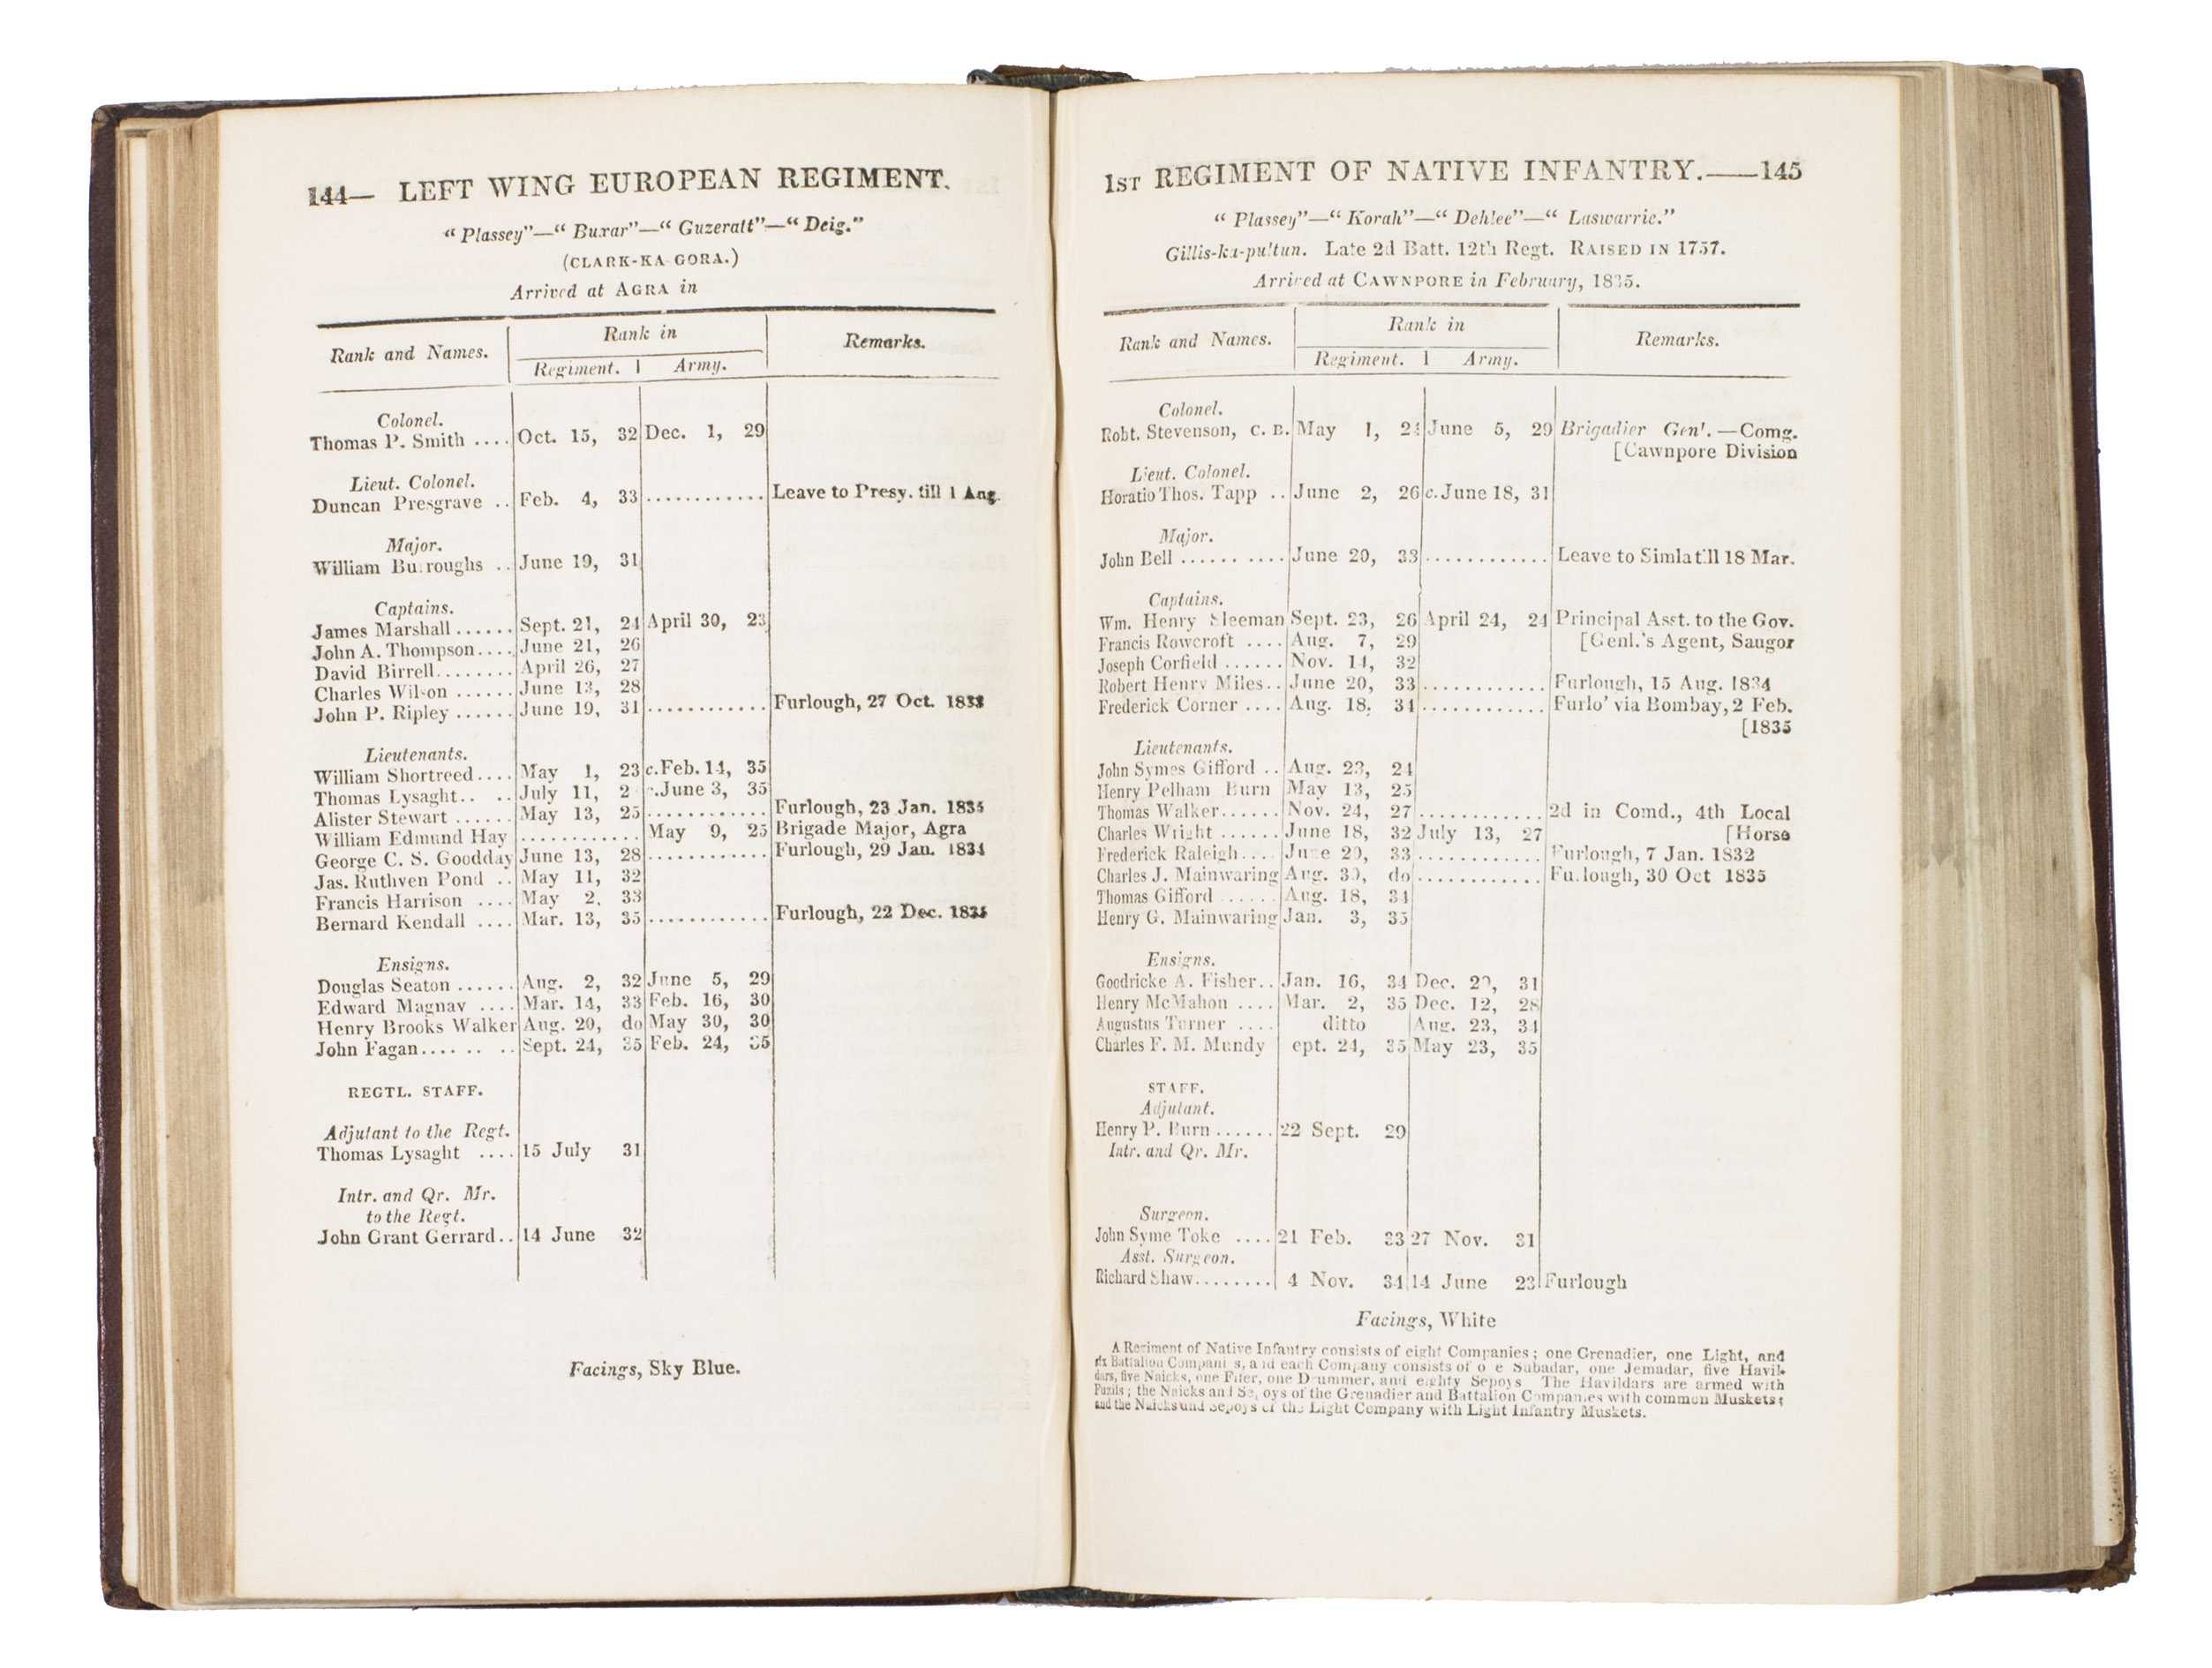 144— LEFT WING EUROPEAN REGIMENT.
“ Plassey”—“ Buxar”—“ Guzeratt”—“ Deig.”
(CLARK-KA GORA.)
Arrived at AGRA in
Rank and Names. Rank in Remarks.
Regiment. Army.
Colonel.
Thomas P. Smith .... Oct. 15, 32 Dec. 1, 29
Lieut. Colonel.
Duncan Presgrave .. Feb. 4, 33 ............ Leave to Presy. till 1 Aug.
Major.
William Burroughs .. June 19, 31
Captains.
James Marshall ...... Sept. 21, 24 April 30, 23
John A. Thompson.... June 21, 26
David Birrell........ April 26, 27
Charles Wilson ...... June 13, 28
John P. Ripley ...... June 19, 31 ............ Furlough, 27 Oct. 1833
Lieutenants.
William Shortreed.... May 1, 23 c.Feb. 14, 35
Thomas Lysaght.. .. July 11, 2 c.June 3, 35
Alister Stewart ...... May 13, 25 ............ Furlough, 23 Jan. 1835
William Edmund Hay ............ May 9, 25 Brigade Major, Agra
George C. S. Goodday June 13, 28 ............ Furlough, 29 Jan. 1834
Jas. Ruthven Pond .. May 11, 32
Francis Harrison .... May 2, 33
Bernard Kendall .... Mar. 13, 35 ............ Furlough, 22 Dec. 1835
Ensigns.
Douglas Seaton ...... Aug. 2, 32 June 5, 29
Edward Magnay .... Mar. 14, 33 Feb. 16, 30
Henry Brooks Walker Aug. 20, do May 30, 30
John Fagan.... .. .. Sept. 24, 35 Feb. 24, 35
REGTL. STAFF.
Adjutant to the Regt.
Thomas Lysaght .... 15 July 31
Intr. and Qr. Mr.
to the Regt.
John Grant Gerrard.. 14 June 32
Facings, Sky Blue.
1ST REGIMENT OF NATIVE INFANTRY.——145
“ Plassey”—“ Korah”—“ Dehlee”—“ Laswarrie.”
Gillis-ka-pultun. Late 2d Batt. 12th Regt. RAISED IN 1757.
Arrived at CAWNPORE in February, 1835.
Rank and Names. Rank in Remarks.
Regiment. Army.
Colonel.
Robt. Stevenson, C. B. May 1, 24 June 5, 29 Brigadier Genl. —Comg.
[Cawnpore Division
Lieut. Colonel.
Horatio Thos. Tapp .. June 2, 26 c.June 18, 31
Major.
John Bell .......... June 20, 33 ............ Leave to Simla till 18 Mar.
Captains.
Wm. Henry Sleeman Sept. 23, 26 April 24, 24 Principal Asst. to the Gov.
Francis Rowcroft .... Aug. 7, 29 [Genl.'s Agent, Saugor
Joseph Corfield ...... Nov. 14, 32
Robert Henry Miles.. June 20, 33 ............ Furlough, 15 Aug. 1834
Frederick Corner .... Aug. 18, 34 ............ Furlo' via Bombay, 2 Feb.
[1835
Lieutenants.
John Symes Gifford .. Aug. 23, 24
Henry Pelham Burn May 13, 25
Thomas Walker...... Nov. 24, 27 ............ 2d in Comd., 4th Local
Charles Wright ...... June 18, 32 July 13, 27 [Horse
Frederick Raleigh.... June 20, 33 ............ Furlough, 7 Jan. 1832
Charles J. Mainwaring Aug. 30, do ............ Furlough, 30 Oct 1835
Thomas Gifford ...... Aug. 18, 34
Henry G. Mainwaring Jan. 3, 35
Ensigns.
Goodricke A. Fisher.. Jan. 16, 34 Dec. 20, 31
Henry McMahon .... Mar. 2, 35 Dec. 12, 28
Augustus Turner .... ditto Aug. 23, 34
Charles F. M. Mundy ept. 24, 35 May 23, 35
STAFF.
Adjutant.
Henry P. Burn ...... 22 Sept. 29
Intr. and Qr. Mr.
Surgeon.
John Syme Toke .... 21 Feb. 33 27 Nov. 31
Asst. Surgeon.
Richard Shaw........ 4 Nov. 34 14 June 23 Furlough
Facings, White
A Regiment of Native Infantry consists of eight Companies; one Grenadier, one Light, and
six Battalion Compani s, and each Company consists of o e Subadar, one Jemadar, five Havil-
dars, five Naicks, one Fifer, one Drummer, and eighty Sepoys The Havildars are armed with
Fuzils; the Naicks and Sepoys of the Grenadier and Battalion Companies with common Muskets;
and the Naicks and Sepoys of the Light Company with Light Infantry Muskets.